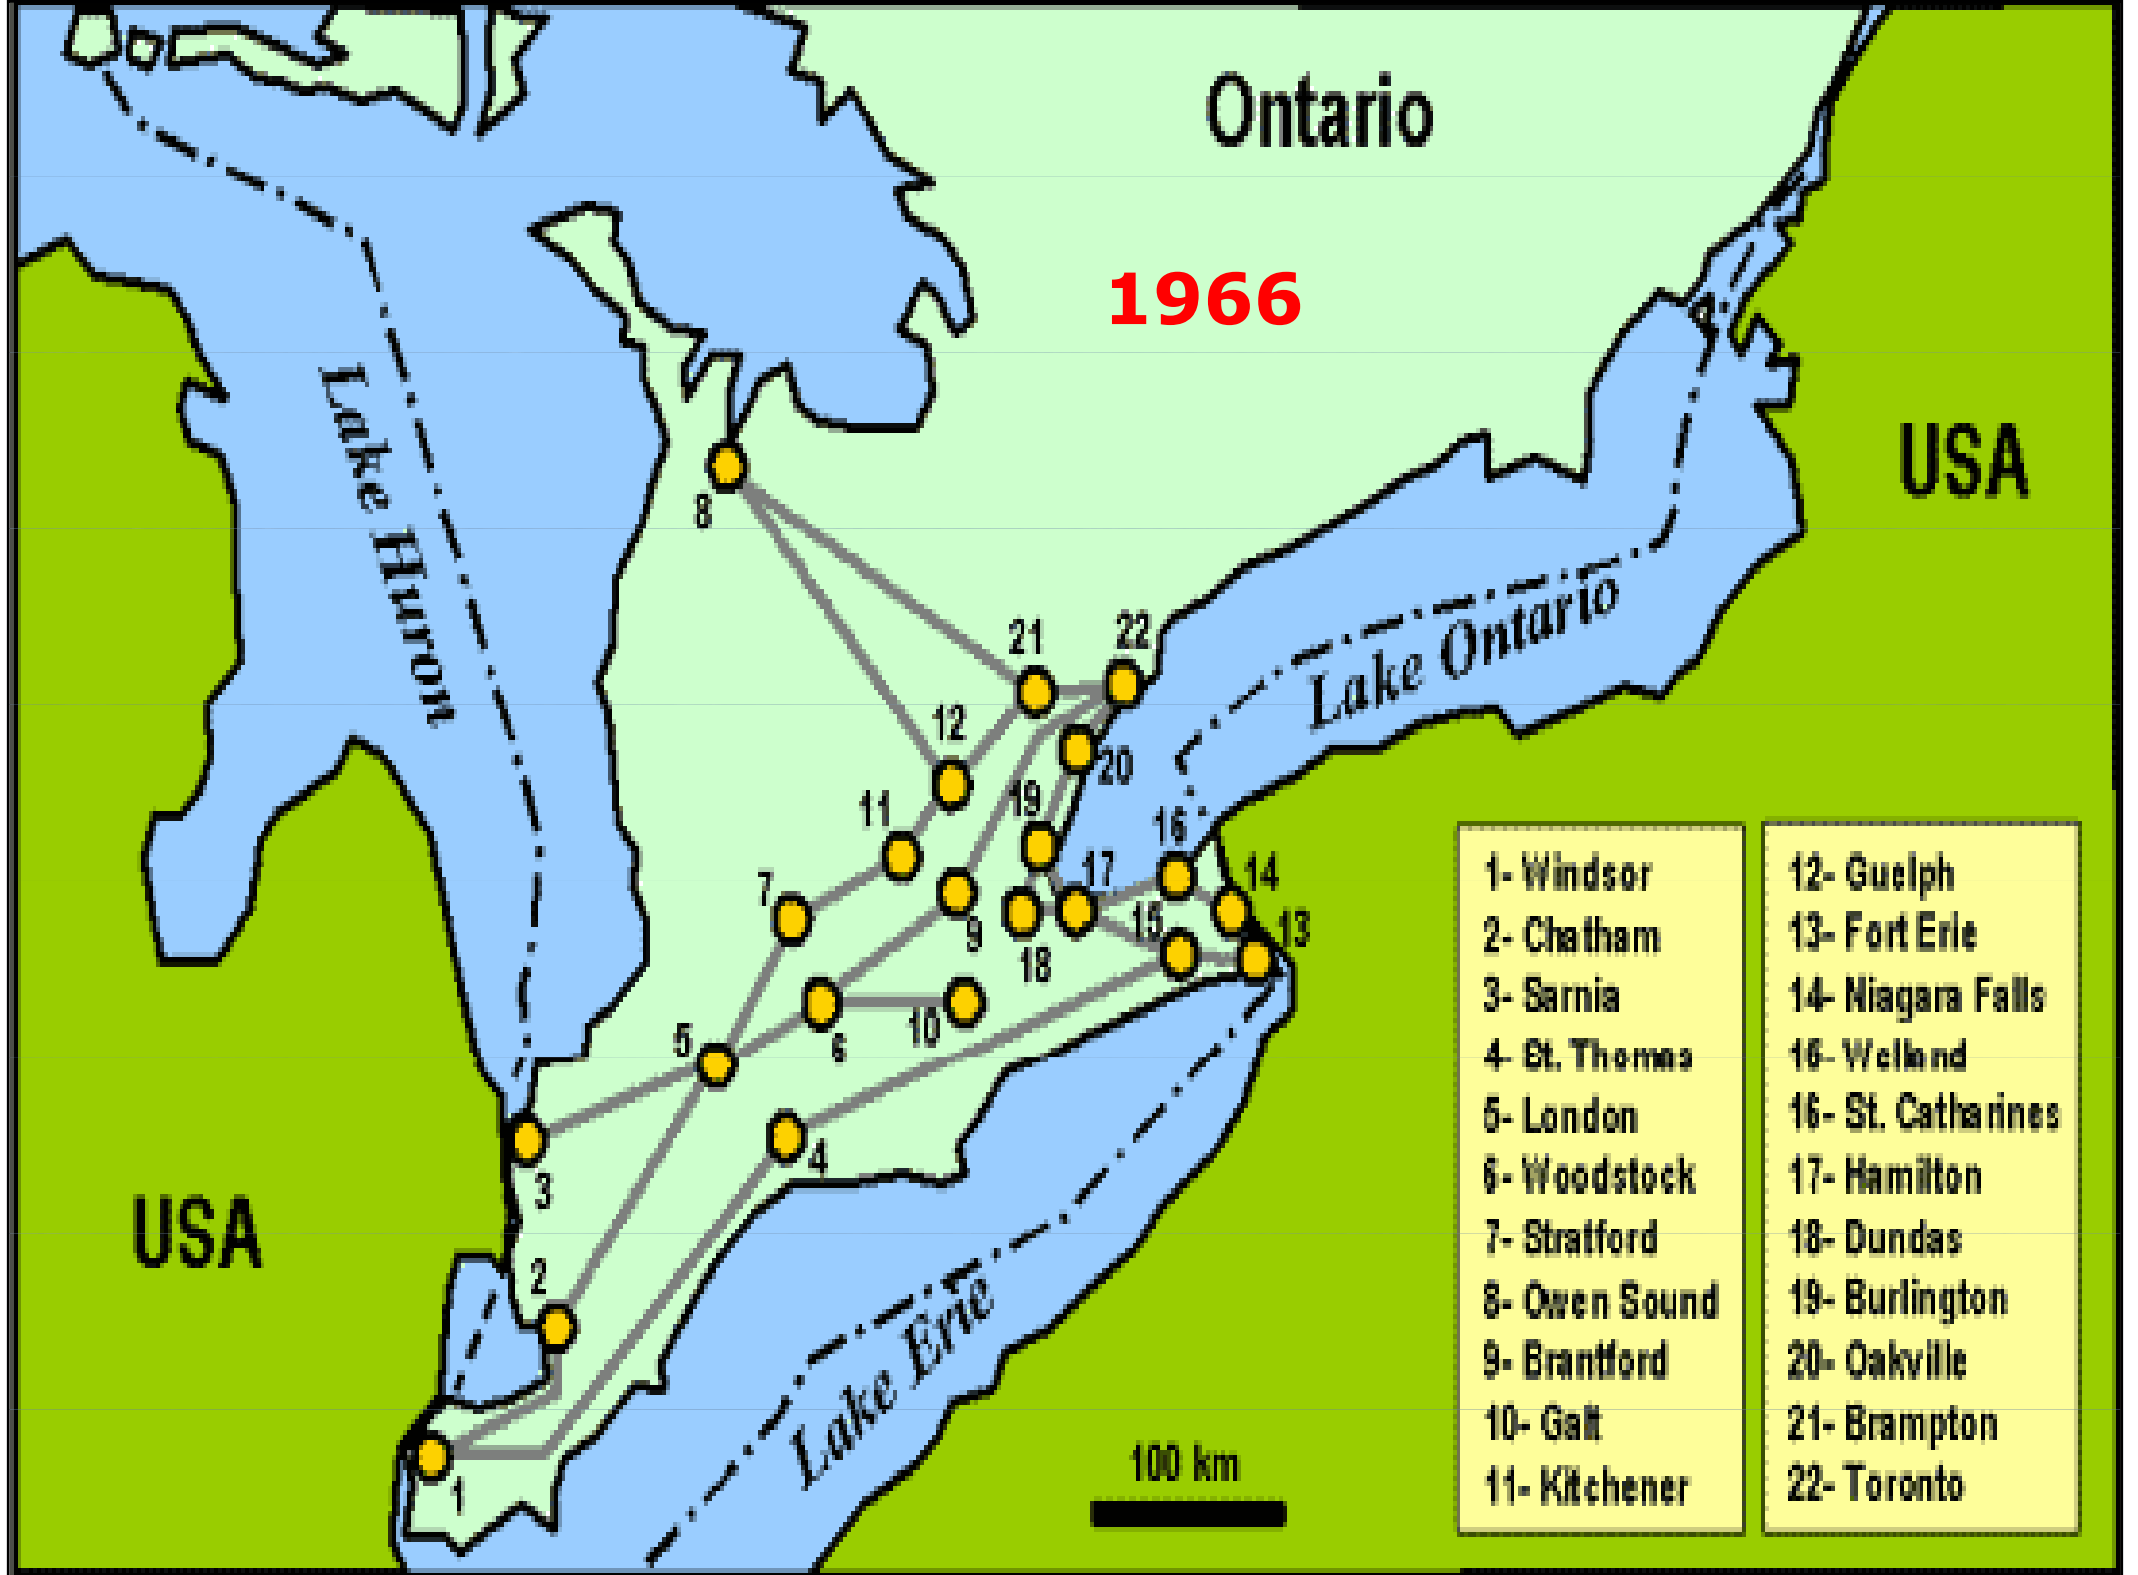 Ontario
1966
USA
Lake Huron
Lake Ontario
8
21
22
12
20
11
19
16
17
14
7
15
13
9
18
10
5
6
4
3
USA
2
Lake Erie
1
100 km
1- Windsor
2- Chatham
3- Sarnia
4- St. Thomas
5- London
6- Woodstock
7- Stratford
8- Owen Sound
9- Brantford
10- Galt
11- Kitchener
12- Guelph
13- Fort Erie
14- Niagara Falls
15- Welland
16- St. Catharines
17- Hamilton
18- Dundas
19- Burlington
20- Oakville
21- Brampton
22- Toronto